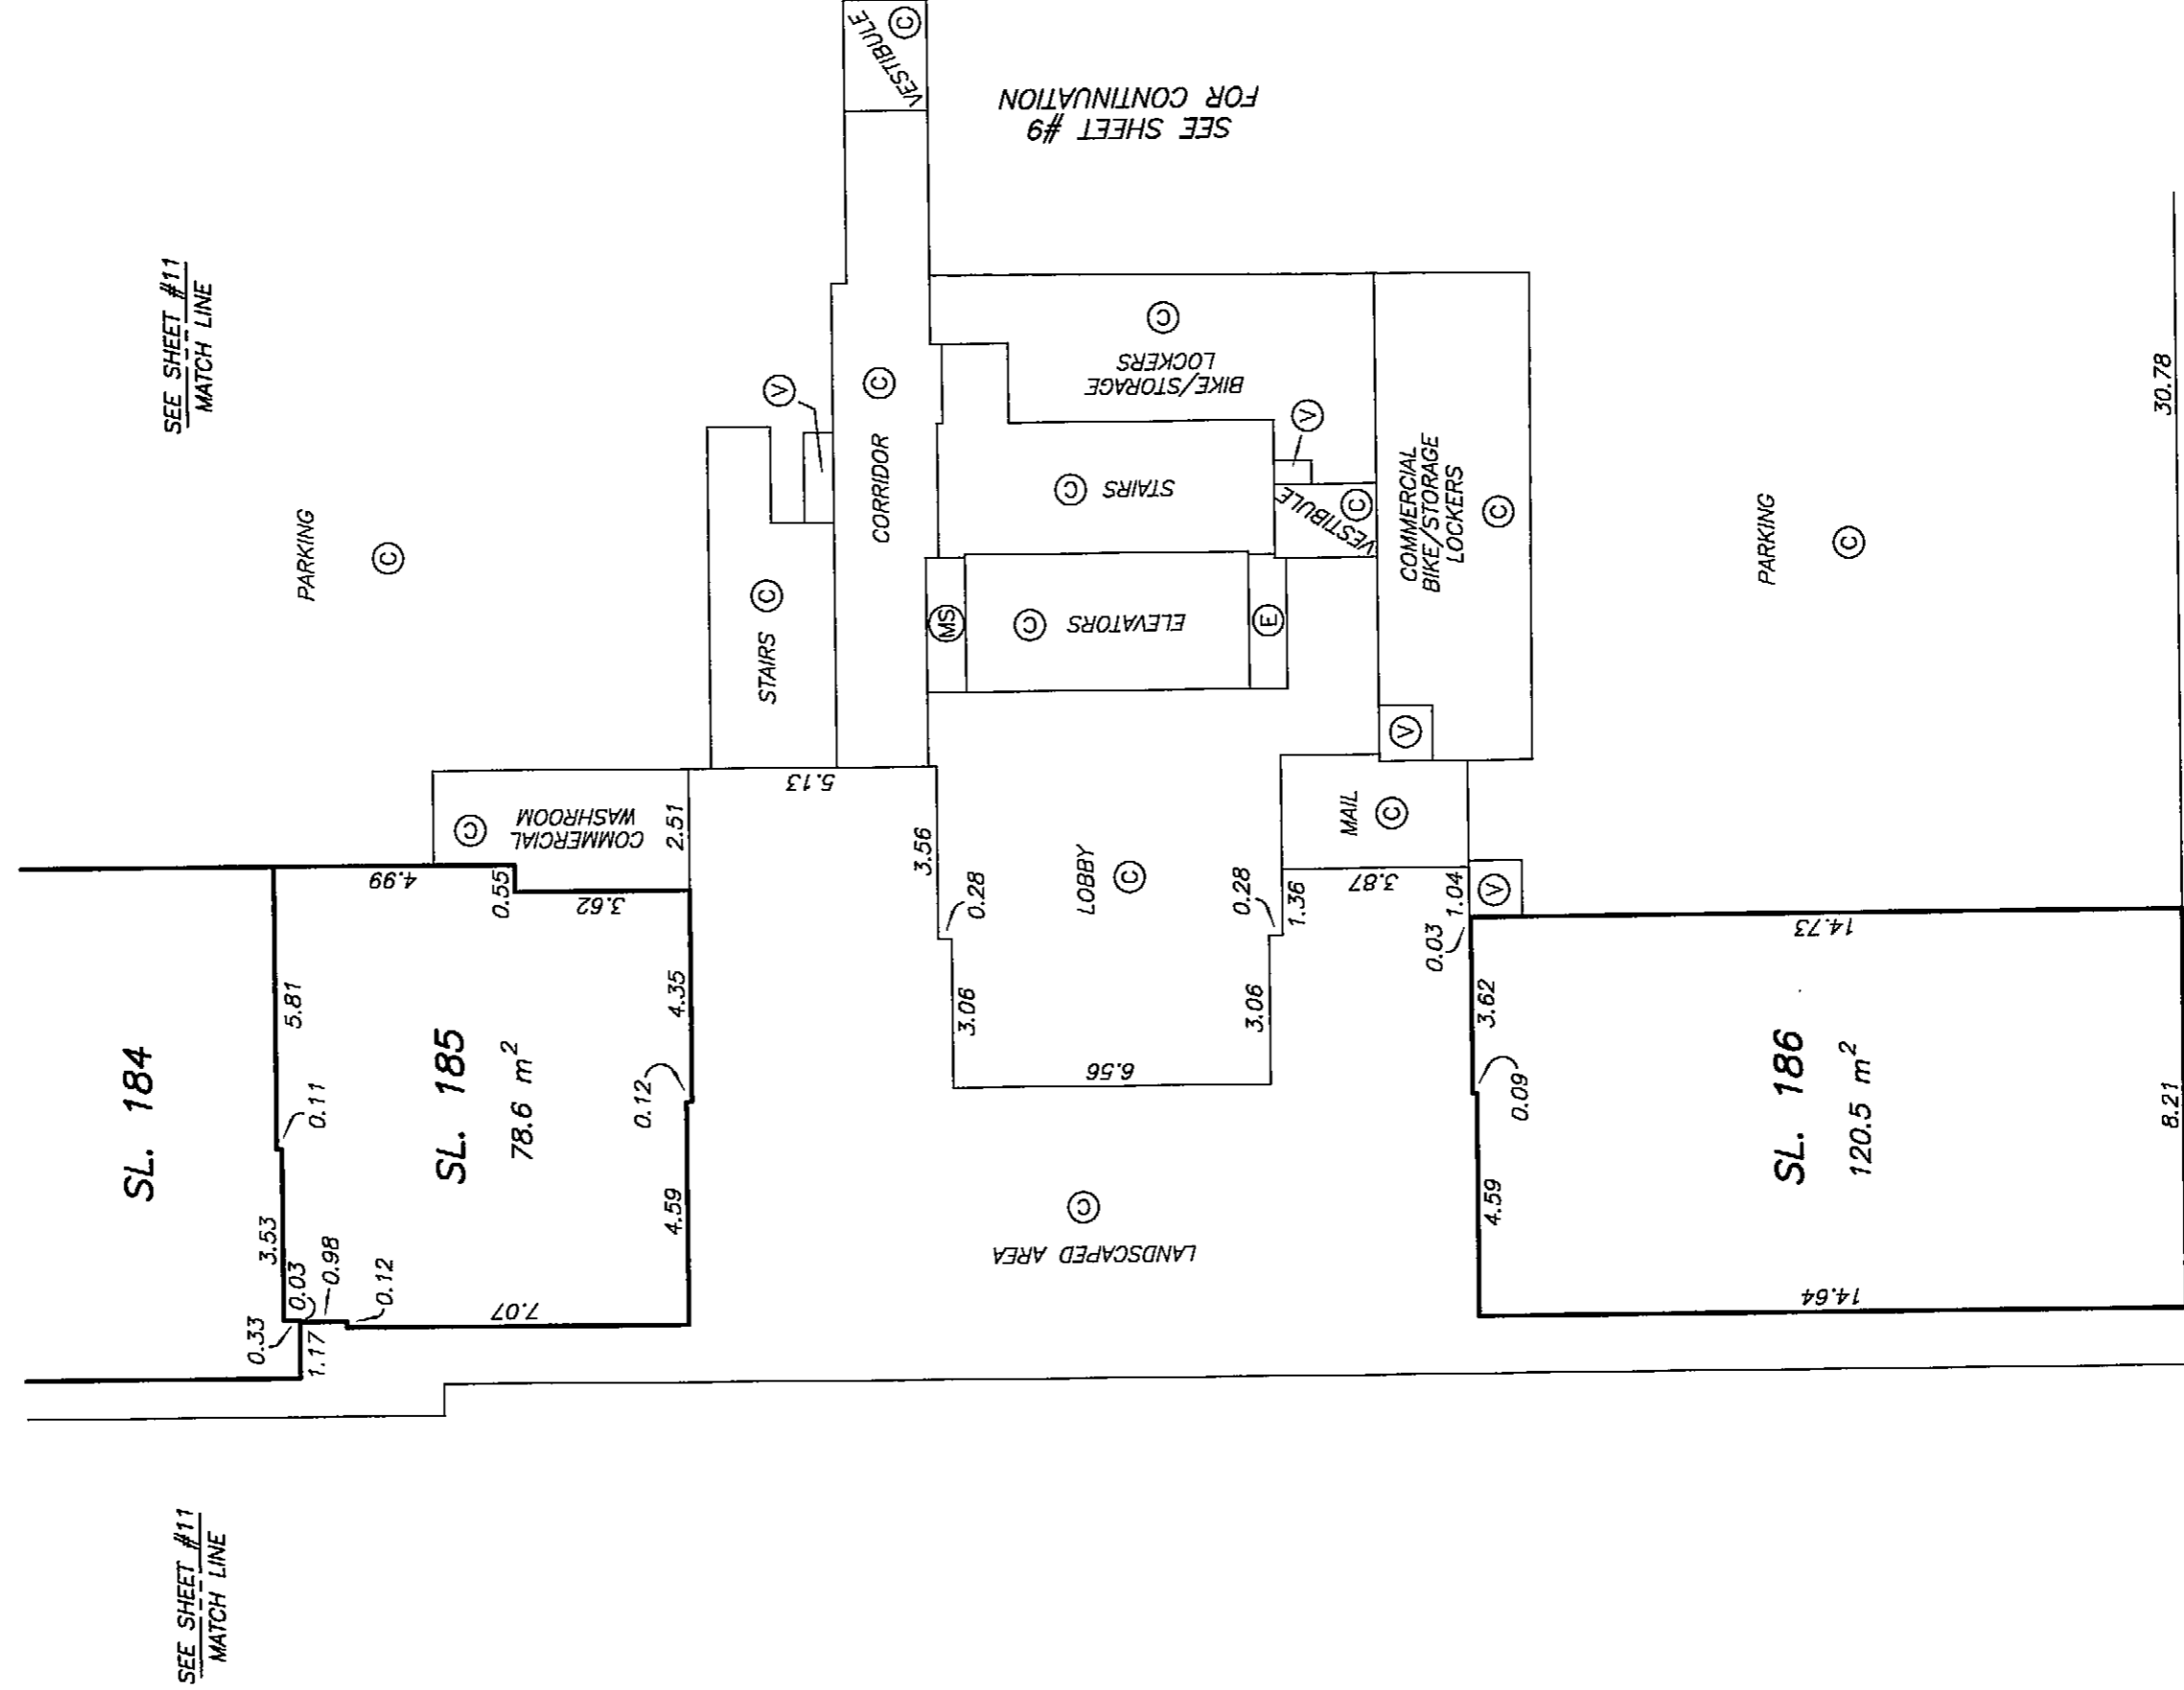 SEE SHEET #11
MATCH LINE
SEE SHEET #11
MATCH LINE
SEE SHEET #9
FOR CONTINUATION
VESTIBULE
C
PARKING
C
STAIRS C
V
CORRIDOR
C
BIKE/STORAGE
LOCKERS
C
STAIRS
C
V
VESTIBULE
C
MS
ELEVATORS
C
E
COMMERCIAL
BIKE/STORAGE
LOCKERS
C
V
PARKING
C
30.78
COMMERCIAL
WASHROOM
C
2.51
5.13
3.56
0.28
LOBBY
C
0.28
1.36
MAIL
C
3.87
1.04
V
0.03
3.06
3.06
6.56
SL. 184
5.81
0.11
3.53
0.03
0.98
0.12
0.33
1.17
4.99
0.55
3.62
SL. 185
78.6 m²
4.35
0.12
4.59
7.07
LANDSCAPED AREA
C
14.73
3.62
0.09
4.59
SL. 186
120.5 m²
14.64
8.21